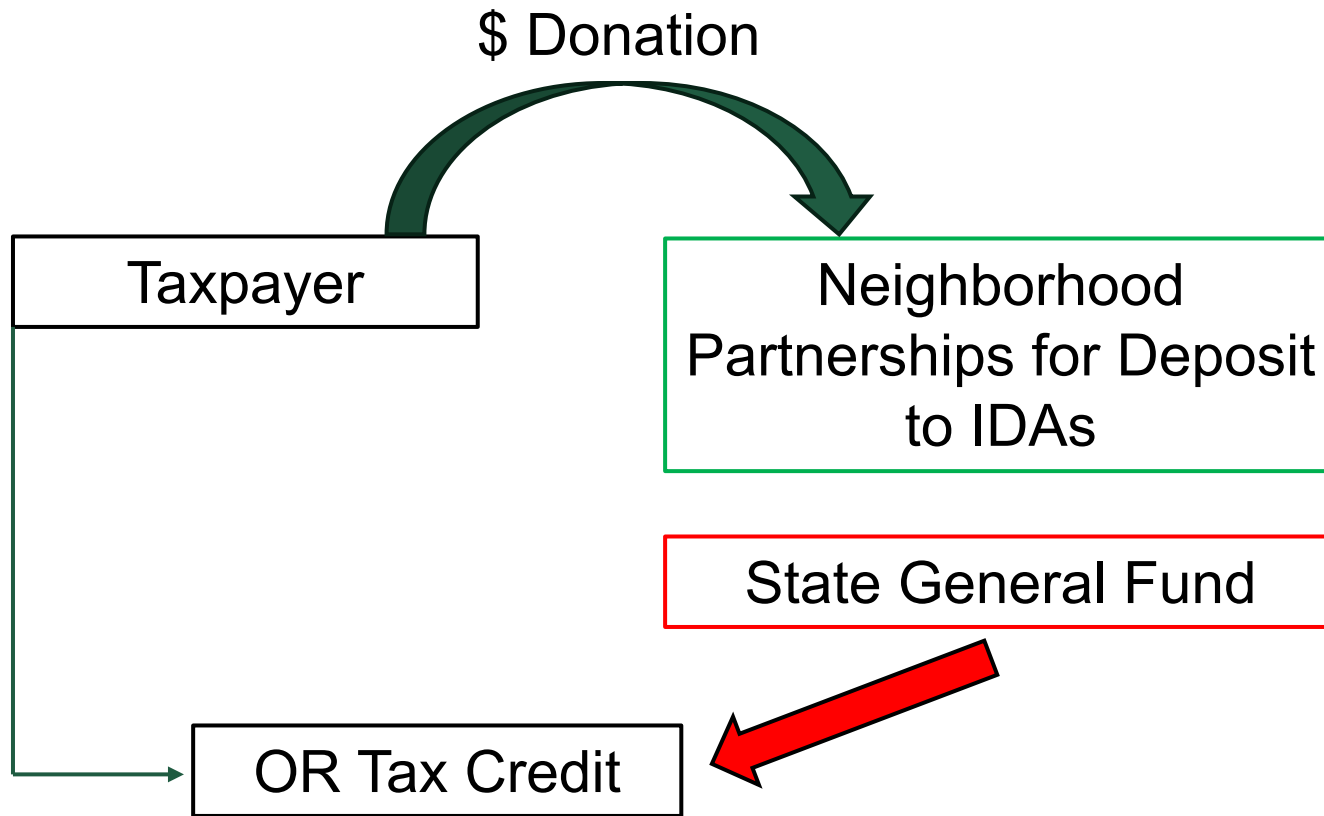 $ Donation
Taxpayer
Neighborhood
Partnerships for Deposit
to IDAs
State General Fund
OR Tax Credit